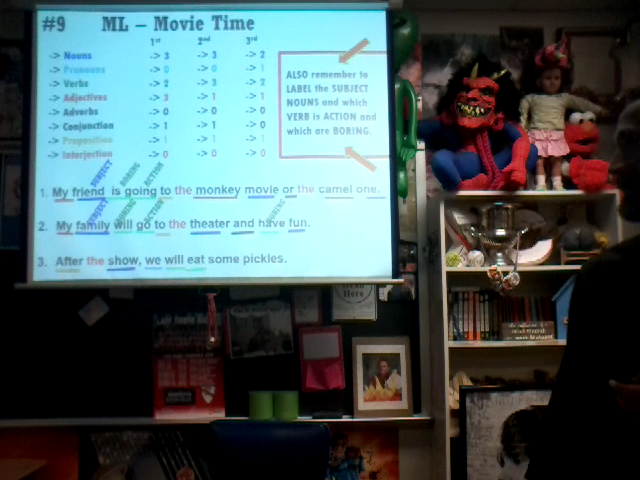 #9 ML – Movie Time
1st 2nd 3rd
-> Nouns -> 3 -> 3 -> 2
-> Pronouns -> 0 -> 0 -> 1
-> Verbs -> 2 -> 3 -> 2
-> Adjectives -> 3 -> 1 -> 1
-> Adverbs -> 0 -> 0 -> 0
-> Conjunction -> 1 -> 1 -> 0
-> Preposition -> 1 -> 1 -> 1
-> Interjection -> 0 -> 0 -> 0
ALSO remember to
LABEL the SUBJECT
NOUNS and which
VERB is ACTION and
which are BORING.
SUBJECT BORING ACTION
1. My friend is going to the monkey movie or the camel one.
SUBJECT BORING ACTION BORING
2. My family will go to the theater and have fun.
3. After the show, we will eat some pickles.